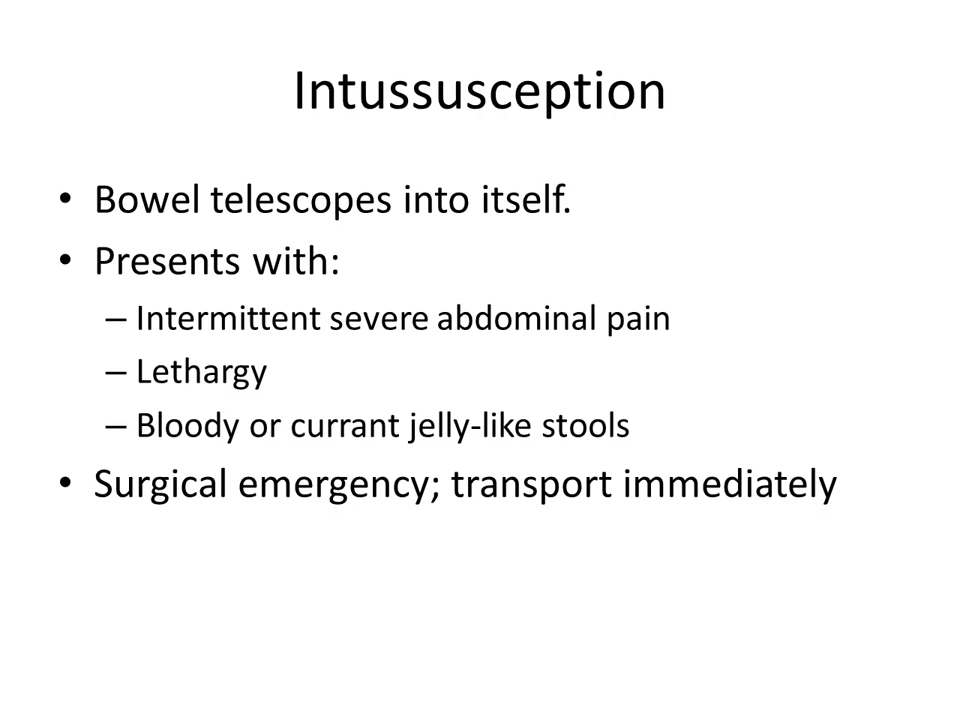 Intussusception
• Bowel telescopes into itself.
• Presents with:
– Intermittent severe abdominal pain
– Lethargy
– Bloody or currant jelly-like stools
• Surgical emergency; transport immediately